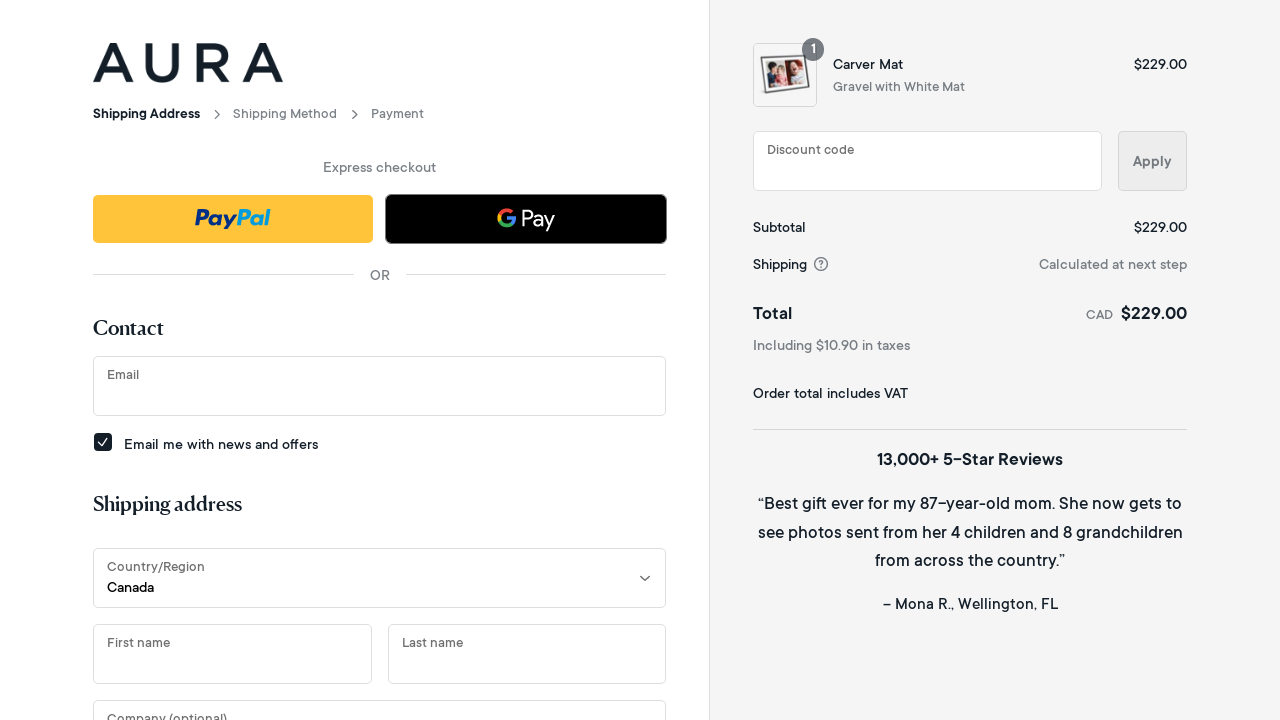 AURA
Shipping Address > Shipping Method > Payment
Express checkout
PayPal
G Pay
OR
Contact
Email
Email me with news and offers
Shipping address
Country/Region
Canada
First name
Last name
Company (optional)
1
Carver Mat
$229.00
Gravel with White Mat
Discount code
Apply
Subtotal
$229.00
Shipping ?
Calculated at next step
Total
CAD $229.00
Including $10.90 in taxes
Order total includes VAT
13,000+ 5-Star Reviews
“Best gift ever for my 87-year-old mom. She now gets to
see photos sent from her 4 children and 8 grandchildren
from across the country.”
– Mona R., Wellington, FL